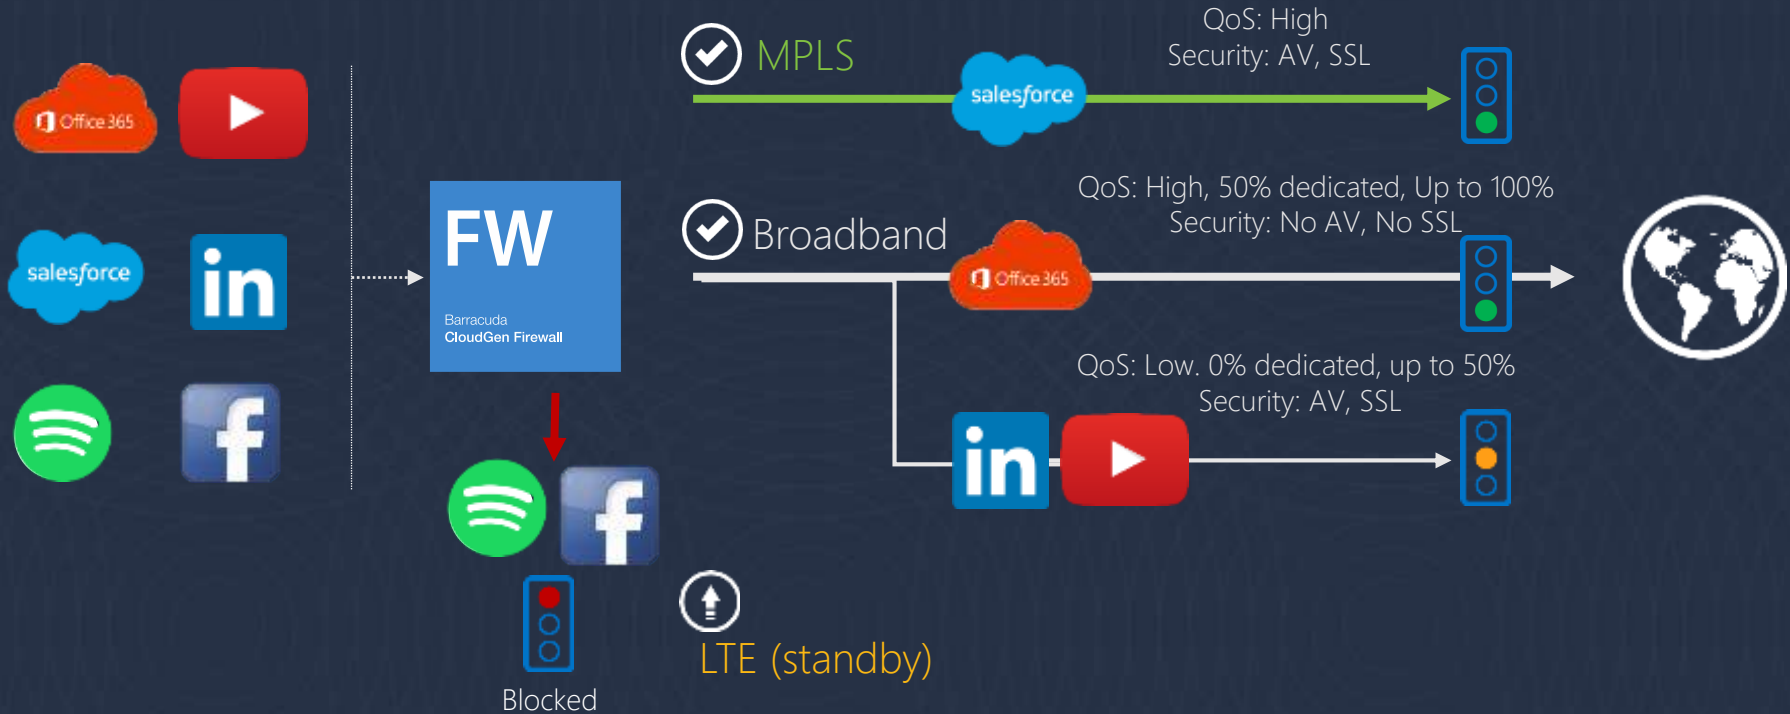 Office 365
salesforce
in
f
FW
Barracuda
CloudGen Firewall
f
Blocked
MPLS
salesforce
QoS: High
Security: AV, SSL
Broadband
Office 365
QoS: High, 50% dedicated, Up to 100%
Security: No AV, No SSL
in
QoS: Low. 0% dedicated, up to 50%
Security: AV, SSL
LTE (standby)